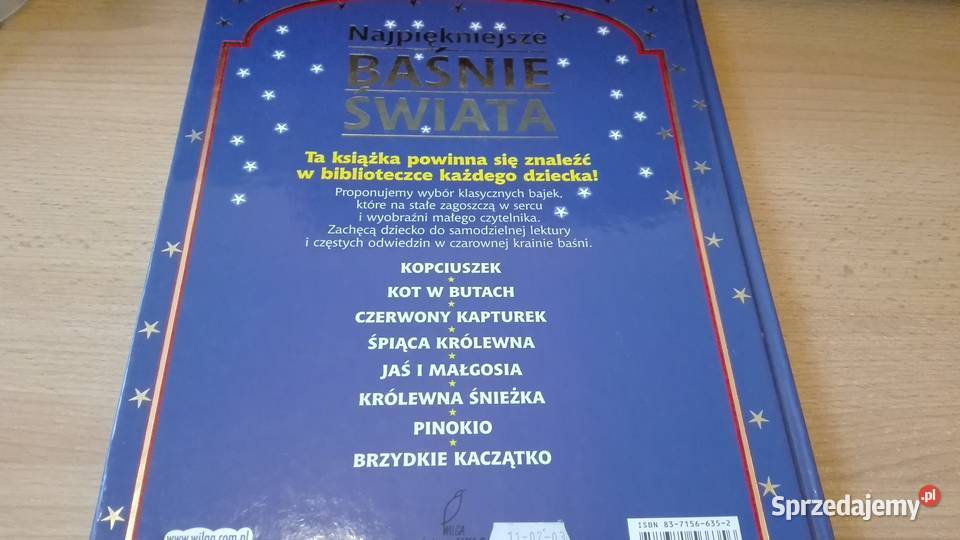 Najpiękniejsze
BAŚNIE
ŚWIATA
Ta książka powinna się znaleźć
w biblioteczce każdego dziecka!
Proponujemy wybór klasycznych bajek,
które na stałe zagoszczą w sercu
i wyobraźni małego czytelnika.
Zachęcą dziecko do samodzielnej lektury
i częstych odwiedzin w czarownej krainie baśni.
KOPCIUSZEK
KOT W BUTACH
CZERWONY KAPTUREK
ŚPIĄCA KRÓLEWNA
JAŚ I MAŁGOSIA
KRÓLEWNA ŚNIEŻKA
PINOKIO
BRZYDKIE KACZĄTKO
WILGA
www.wilga.com.pl
11-02-03
ISBN 83-7156-635-2
Sprzedajemy.pl